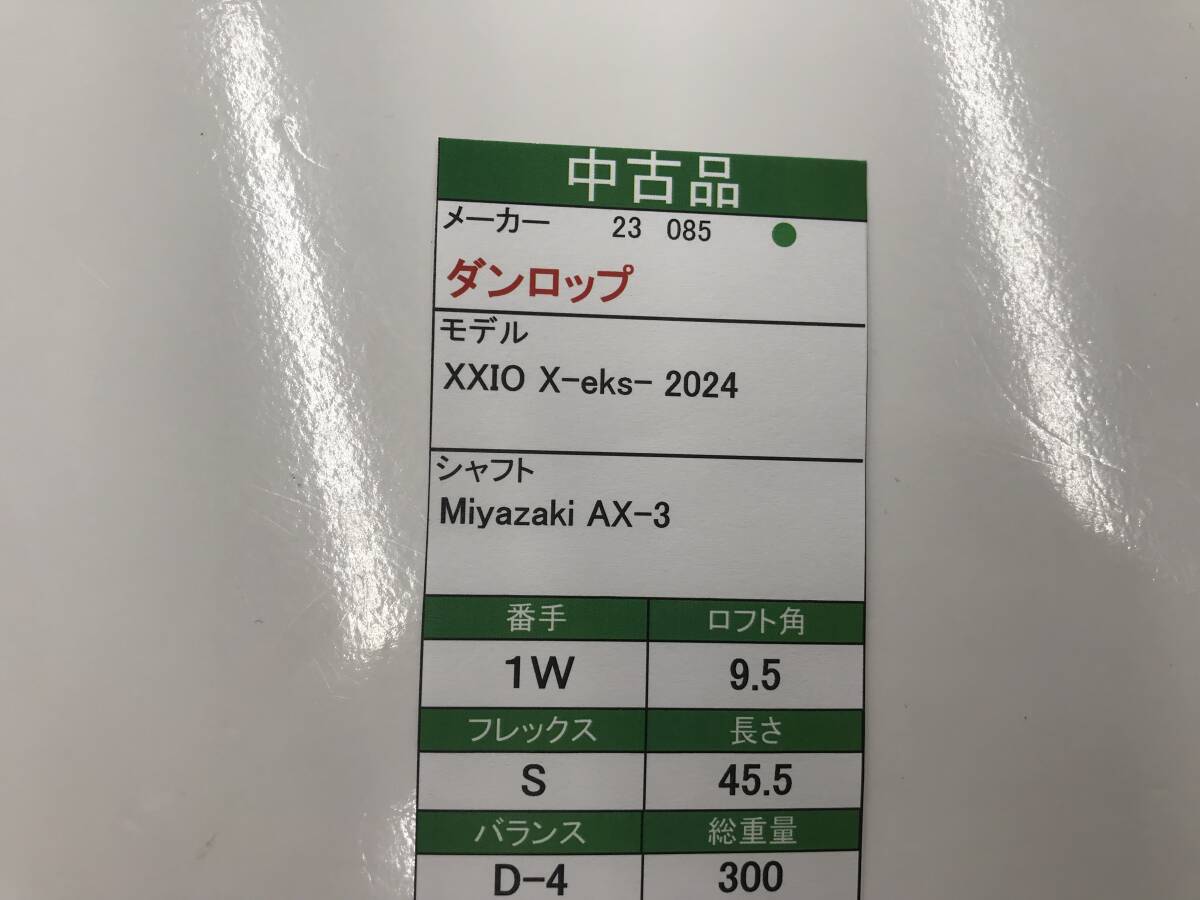 中古品
メーカー 23 085
ダンロップ
モデル
XXIO X-eks- 2024
シャフト
Miyazaki AX-3
番手 ロフト角
1W 9.5
フレックス 長さ
S 45.5
バランス 総重量
D-4 300